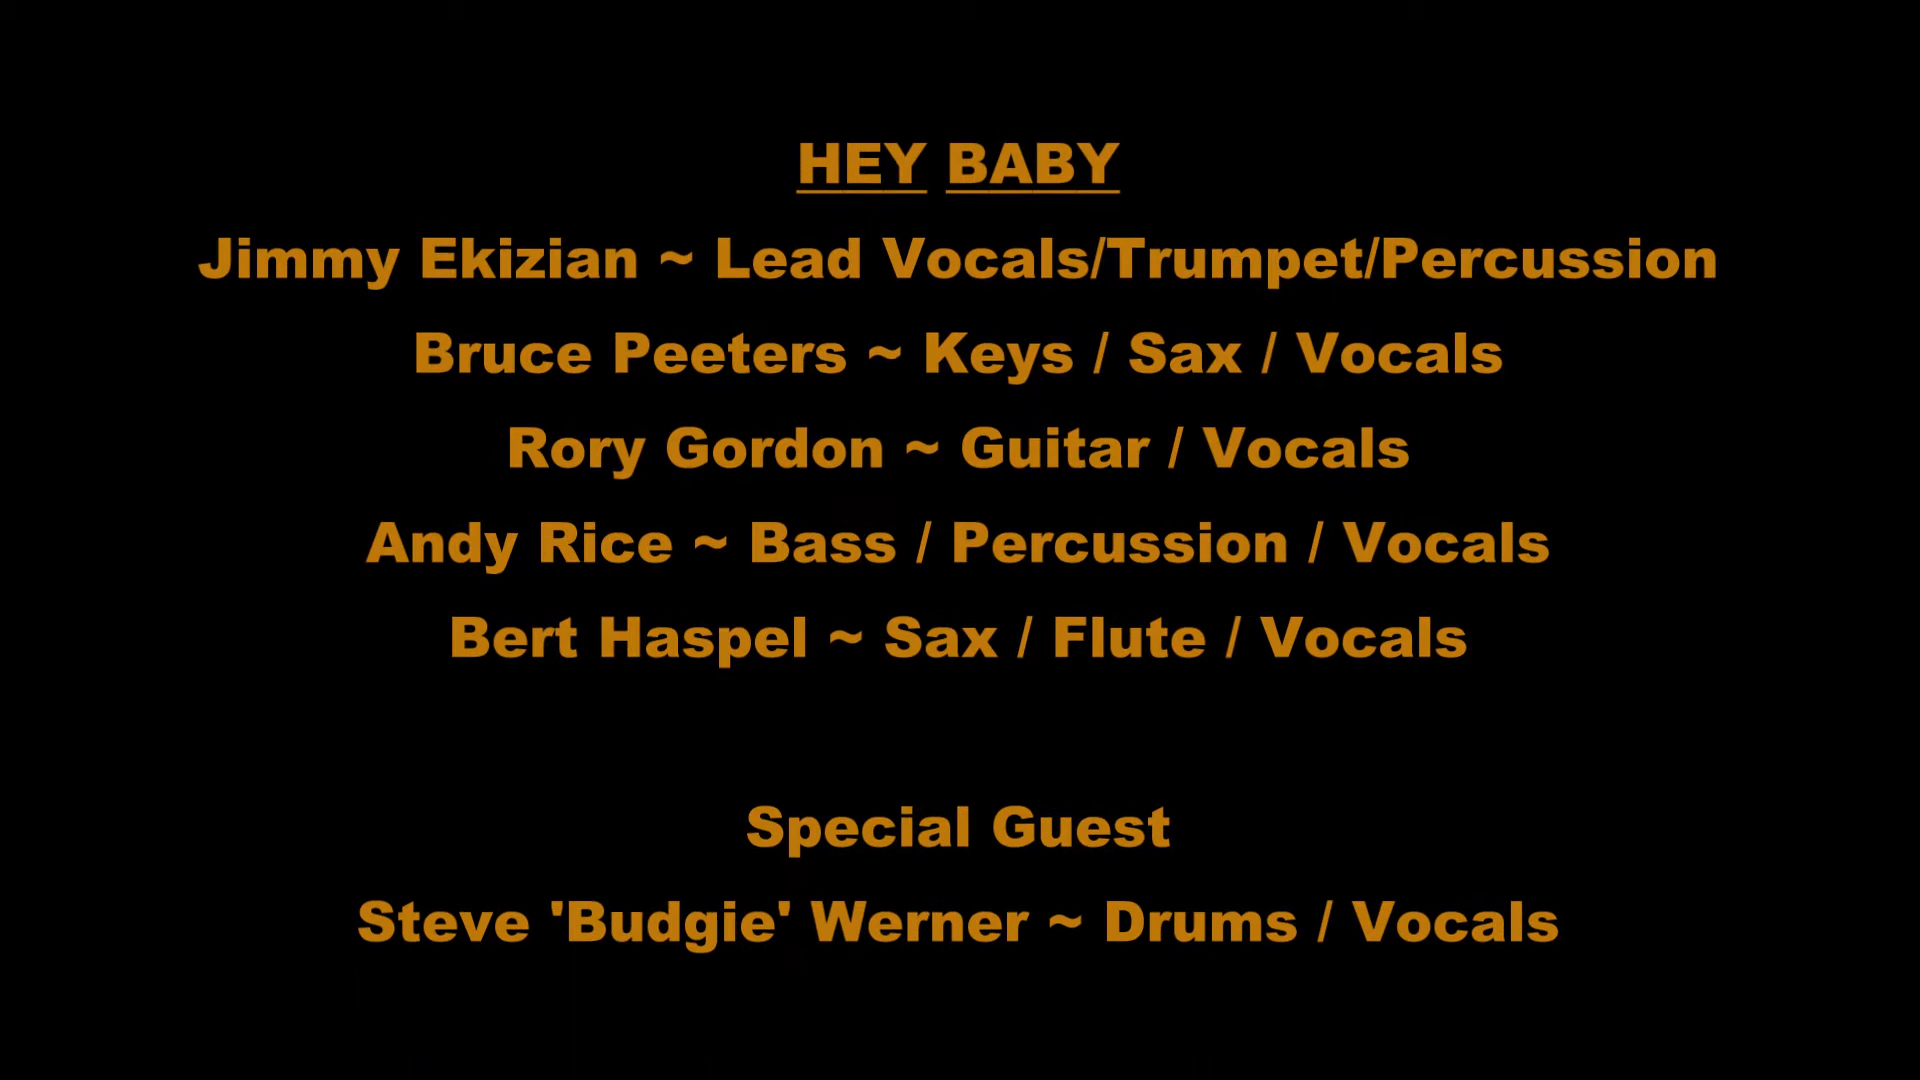 HEY BABY
Jimmy Ekizian ~ Lead Vocals/Trumpet/Percussion
Bruce Peeters ~ Keys / Sax / Vocals
Rory Gordon ~ Guitar / Vocals
Andy Rice ~ Bass / Percussion / Vocals
Bert Haspel ~ Sax / Flute / Vocals
Special Guest
Steve 'Budgie' Werner ~ Drums / Vocals